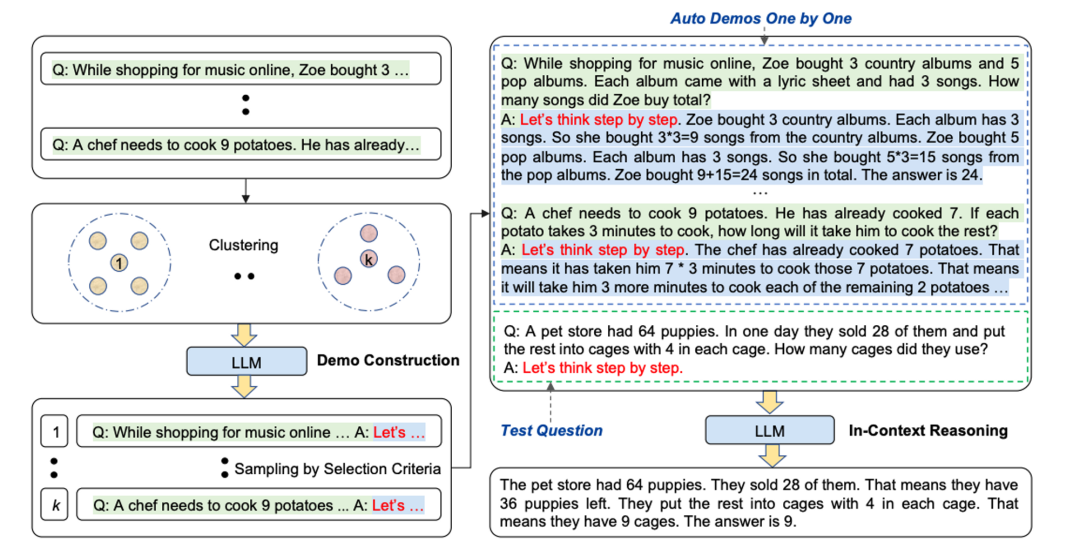 Auto Demos One by One
Q: While shopping for music online, Zoe bought 3 …
Q: A chef needs to cook 9 potatoes. He has already…
Clustering
1
k
LLM
Demo Construction
1
Q: While shopping for music online … A: Let's …
Sampling by Selection Criteria
k
Q: A chef needs to cook 9 potatoes ... A: Let's …
Q: While shopping for music online, Zoe bought 3 country albums and 5
pop albums. Each album came with a lyric sheet and had 3 songs. How
many songs did Zoe buy total?
A: Let's think step by step. Zoe bought 3 country albums. Each album has 3
songs. So she bought 3*3=9 songs from the country albums. Zoe bought 5
pop albums. Each album has 3 songs. So she bought 5*3=15 songs from
the pop albums. Zoe bought 9+15=24 songs in total. The answer is 24.
…
Q: A chef needs to cook 9 potatoes. He has already cooked 7. If each
potato takes 3 minutes to cook, how long will it take him to cook the rest?
A: Let's think step by step. The chef has already cooked 7 potatoes. That
means it has taken him 7 * 3 minutes to cook those 7 potatoes. That means
it will take him 3 more minutes to cook each of the remaining 2 potatoes …
Q: A pet store had 64 puppies. In one day they sold 28 of them and put
the rest into cages with 4 in each cage. How many cages did they use?
A: Let's think step by step.
Test Question
LLM
In-Context Reasoning
The pet store had 64 puppies. They sold 28 of them. That means they have
36 puppies left. They put the rest into cages with 4 in each cage. That
means they have 9 cages. The answer is 9.